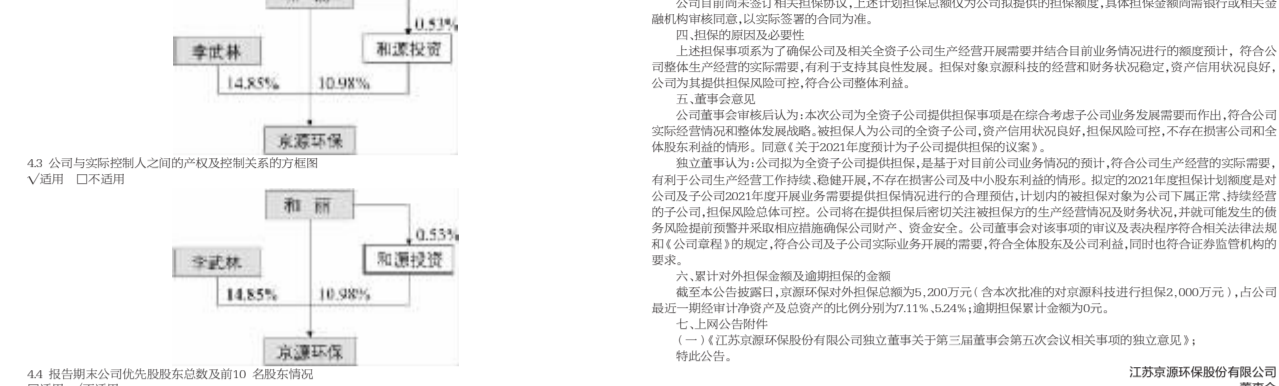 0.53%
李武林
和源投资
14.85%
10.98%
京源环保
4.3 公司与实际控制人之间的产权及控制关系的方框图
√适用 □不适用
和 丽
0.53%
李武林
和源投资
14.85%
10.98%
京源环保
4.4 报告期末公司优先股股东总数及前10 名股东情况
公司目前尚未签订相关担保协议,上述计划担保总额仅为公司拟提供的担保额度,具体担保金额尚需银行或相关金
融机构审核同意,以实际签署的合同为准。
四、担保的原因及必要性
上述担保事项系为了确保公司及相关全资子公司生产经营开展需要并结合目前业务情况进行的额度预计, 符合公
司整体生产经营的实际需要,有利于支持其良性发展。担保对象京源科技的经营和财务状况稳定,资产信用状况良好,
公司为其提供担保风险可控,符合公司整体利益。
五、董事会意见
公司董事会审核后认为:本次公司为全资子公司提供担保事项是在综合考虑子公司业务发展需要而作出,符合公司
实际经营情况和整体发展战略。被担保人为公司的全资子公司,资产信用状况良好,担保风险可控,不存在损害公司和全
体股东利益的情形。同意《关于2021年度预计为子公司提供担保的议案》。
独立董事认为:公司拟为全资子公司提供担保,是基于对目前公司业务情况的预计,符合公司生产经营的实际需要,
有利于公司生产经营工作持续、稳健开展,不存在损害公司及中小股东利益的情形。拟定的2021年度担保计划额度是对
公司及子公司2021年度开展业务需要提供担保情况进行的合理预估,计划内的被担保对象为公司下属正常、持续经营
的子公司,担保风险总体可控。公司将在提供担保后密切关注被担保方的生产经营情况及财务状况,并就可能发生的债
务风险提前预警并采取相应措施确保公司财产、资金安全。公司董事会对该事项的审议及表决程序符合相关法律法规
和《公司章程》的规定,符合公司及子公司实际业务开展的需要,符合全体股东及公司利益,同时也符合证券监管机构的
要求。
六、累计对外担保金额及逾期担保的金额
截至本公告披露日,京源环保对外担保总额为5,200万元(含本次批准的对京源科技进行担保2,000万元),占公司
最近一期经审计净资产及总资产的比例分别为7.11%、5.24%;逾期担保累计金额为0元。
七、上网公告附件
(一)《江苏京源环保股份有限公司独立董事关于第三届董事会第五次会议相关事项的独立意见》;
特此公告。
江苏京源环保股份有限公司